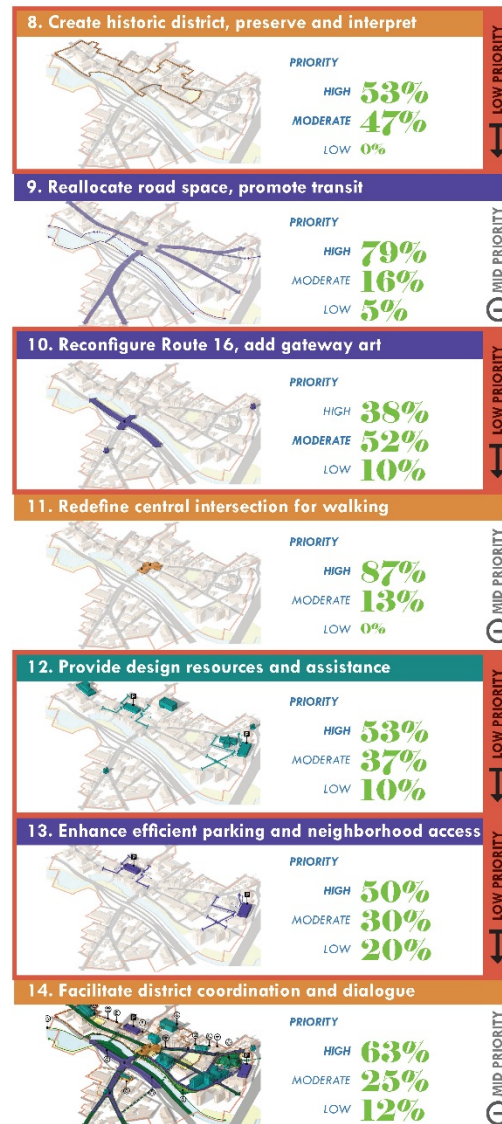 8. Create historic district, preserve and interpret
PRIORITY
HIGH 53%
MODERATE 47%
LOW 0%
LOW PRIORITY
9. Reallocate road space, promote transit
PRIORITY
HIGH 79%
MODERATE 16%
LOW 5%
MID PRIORITY
10. Reconfigure Route 16, add gateway art
PRIORITY
HIGH 38%
MODERATE 52%
LOW 10%
LOW PRIORITY
11. Redefine central intersection for walking
PRIORITY
HIGH 87%
MODERATE 13%
LOW 0%
MID PRIORITY
12. Provide design resources and assistance
P
P
PRIORITY
HIGH 53%
MODERATE 37%
LOW 10%
LOW PRIORITY
13. Enhance efficient parking and neighborhood access
P
P
PRIORITY
HIGH 50%
MODERATE 30%
LOW 20%
LOW PRIORITY
14. Facilitate district coordination and dialogue
PRIORITY
HIGH 63%
MODERATE 25%
LOW 12%
MID PRIORITY